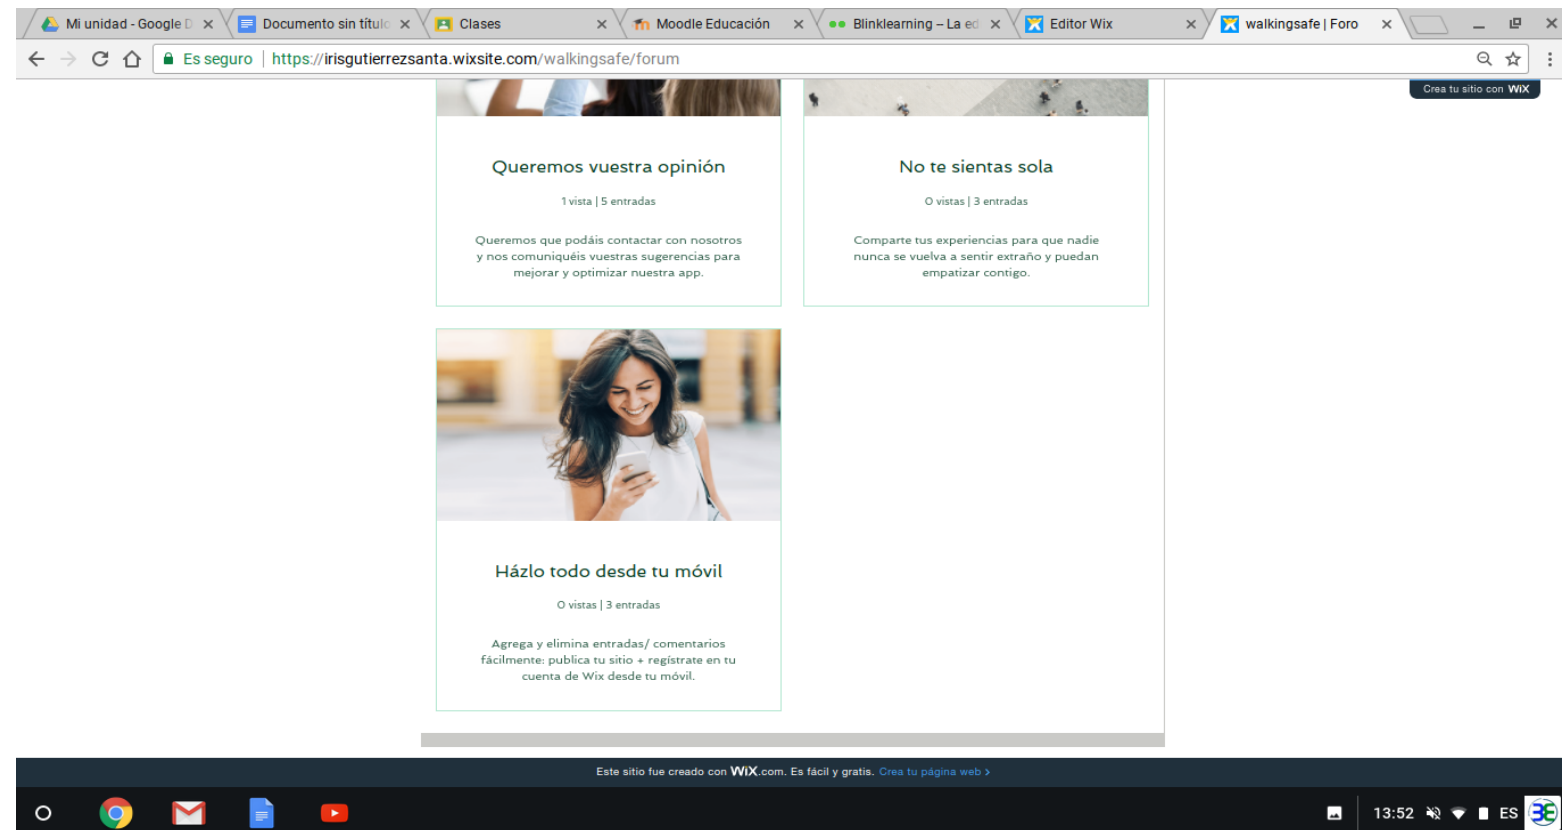 Mi unidad - Google D
Documento sin título
Clases
Moodle Educación
Blinklearning – La ed
Editor Wix
walkingsafe | Foro
Es seguro | https://irisgutierrezsanta.wixsite.com/walkingsafe/forum
Crea tu sitio con WiX
Queremos vuestra opinión
1 vista | 5 entradas
Queremos que podáis contactar con nosotros
y nos comuniquéis vuestras sugerencias para
mejorar y optimizar nuestra app.
No te sientas sola
0 vistas | 3 entradas
Comparte tus experiencias para que nadie
nunca se vuelva a sentir extraño y puedan
empatizar contigo.
Házlo todo desde tu móvil
0 vistas | 3 entradas
Agrega y elimina entradas/ comentarios
fácilmente: publica tu sitio + regístrate en tu
cuenta de Wix desde tu móvil.
Este sitio fue creado con WiX.com. Es fácil y gratis. Crea tu página web >
13:52 ES